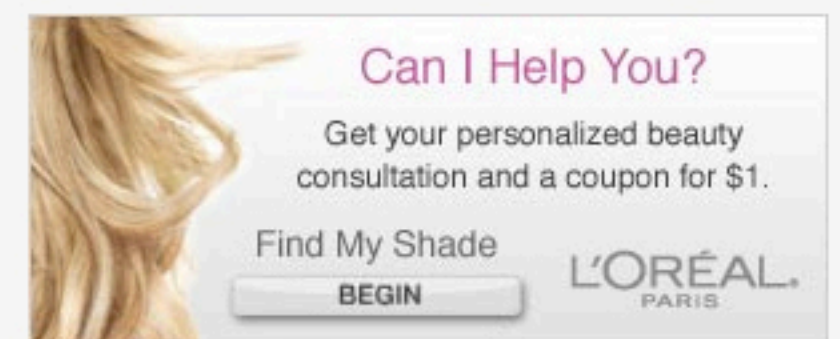 Can I Help You?
Get your personalized beauty
consultation and a coupon for $1.
Find My Shade
BEGIN
L'ORÉAL.
PARIS